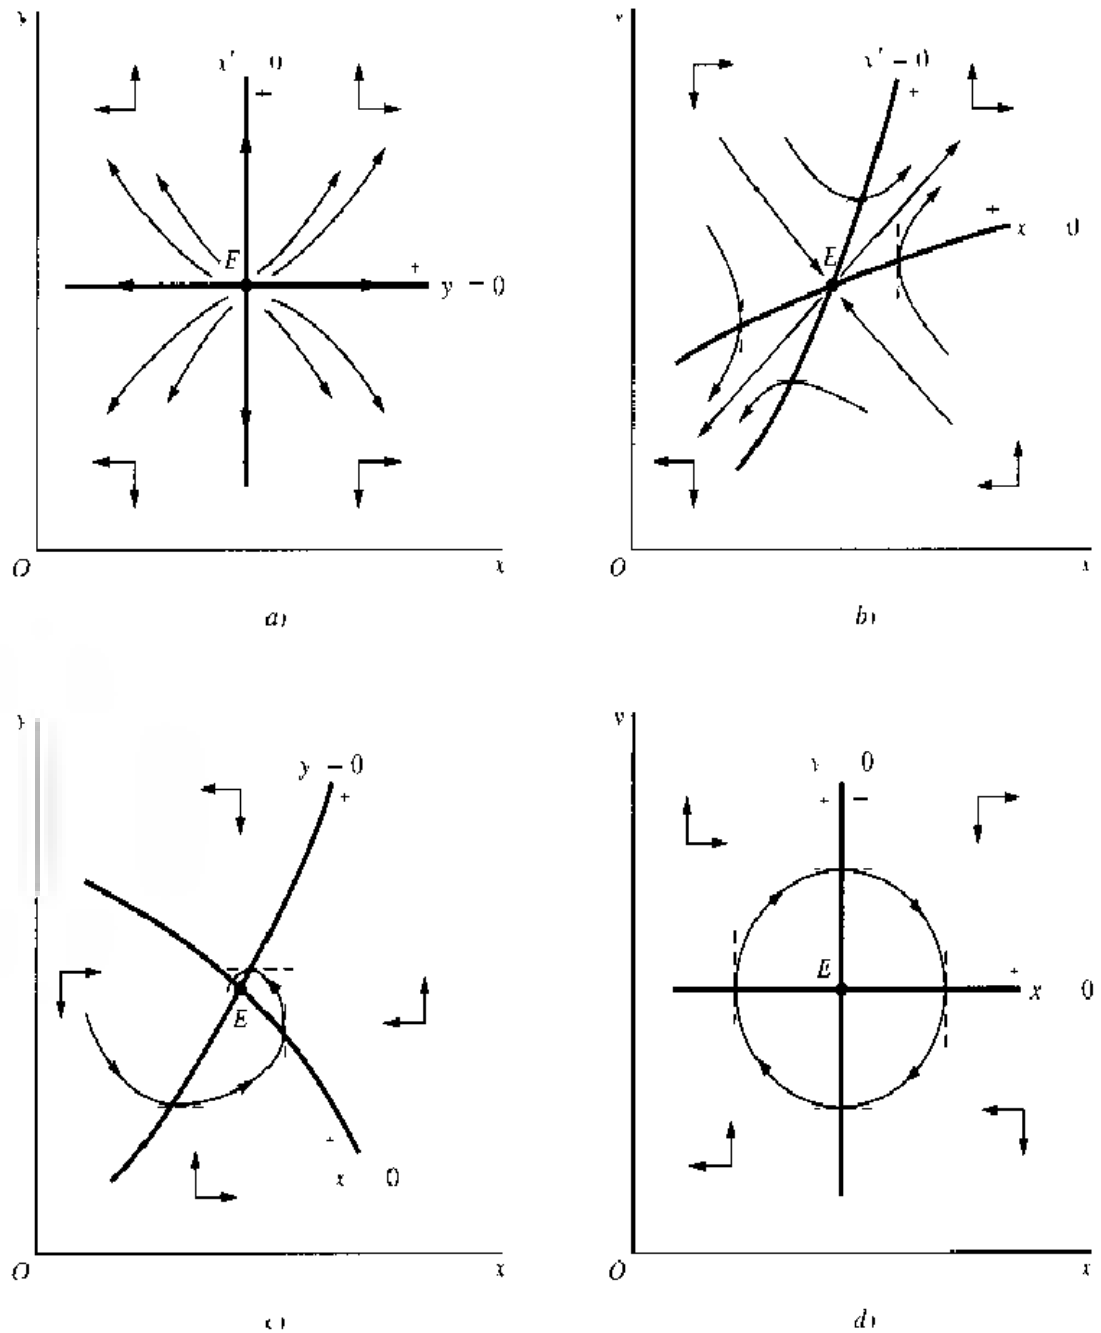 y
x' 0
+
E
+
y = 0
O
x
a)
x' = 0
+
+
x 0
E
O
x
b)
y = 0
+
E
+
x 0
O
x
c)
y 0
+ −
E
+
x 0
O
x
d)